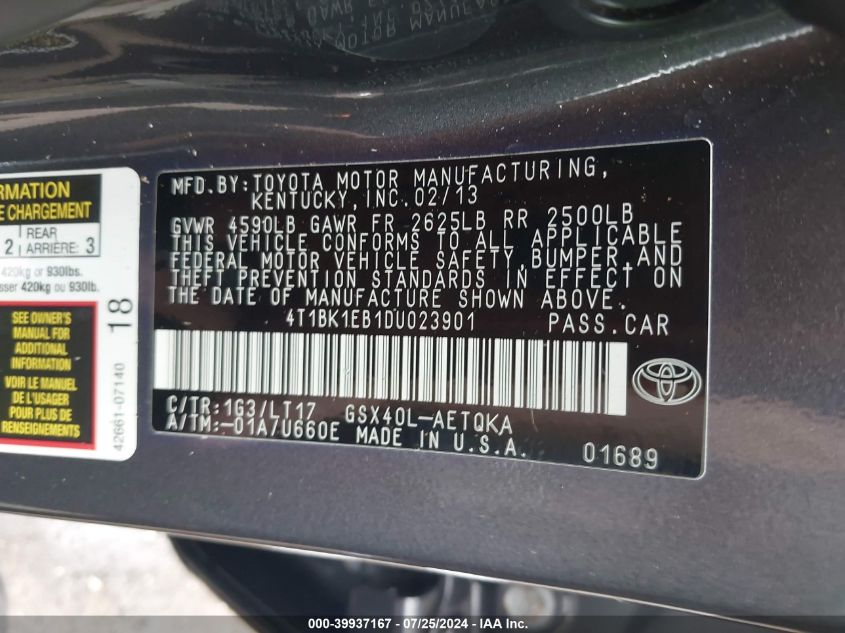 RMATION
E CHARGEMENT
2 REAR ARRIÈRE: 3
420kg or 930lbs.
sser 420kg ou 930lb.
SEE OWNER'S
MANUAL FOR
ADDITIONAL
INFORMATION
VOIR LE MANUEL
DE L'USAGER
POUR
RENSEIGNEMENTS
18
42661-07140
MFD. BY: TOYOTA MOTOR MANUFACTURING,
KENTUCKY, INC. 02/13
GVWR 4590LB GAWR FR 2625LB RR 2500LB
THIS VEHICLE CONFORMS TO ALL APPLICABLE
FEDERAL MOTOR VEHICLE SAFETY, BUMPER, AND
THEFT PREVENTION STANDARDS IN EFFECT ON
THE DATE OF MANUFACTURE SHOWN ABOVE.
4T1BK1EB1DU023901 PASS. CAR
C/TR: 1G3/LT17 GSX40L-AETQKA
A/TM: -01A7U660E MADE IN U.S.A.
01689
000-39937167 - 07/25/2024 - IAAI.com